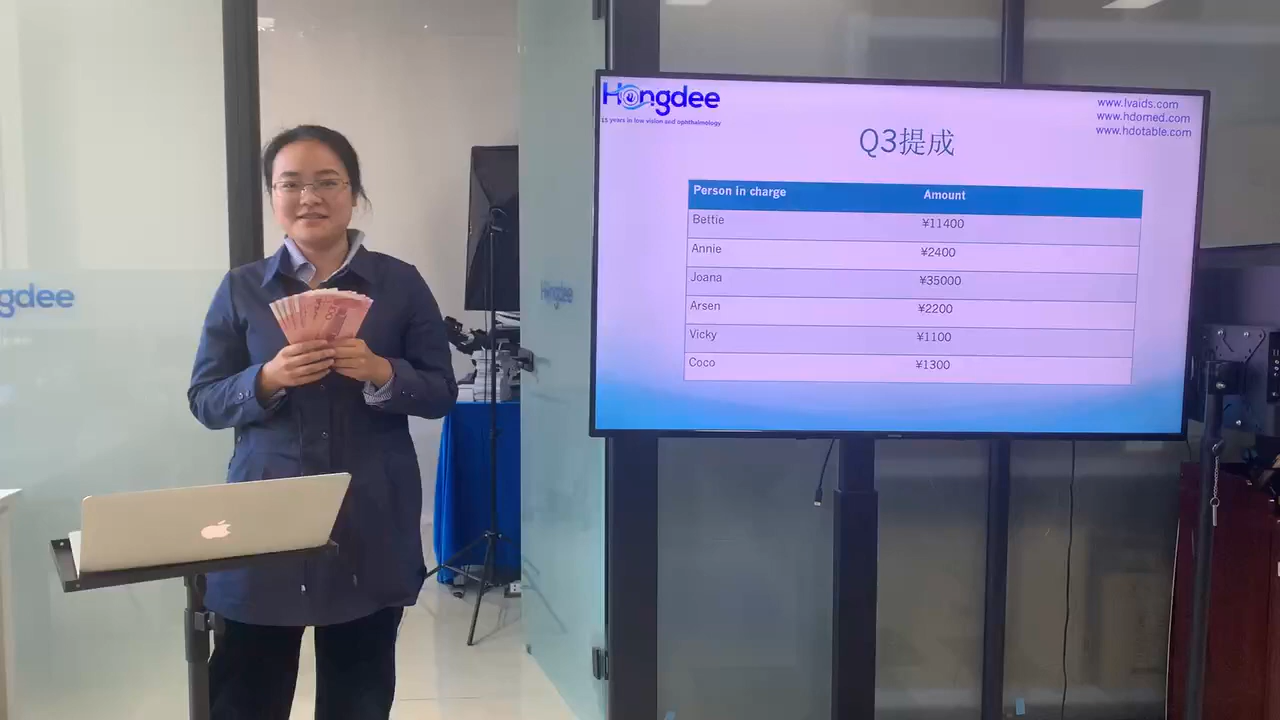 Hongdee
15 years in low vision and ophthalmology
www.lvaids.com
www.hdomed.com
www.hdotable.com
Q3提成
Person in charge Amount
Bettie ¥11400
Annie ¥2400
Joana ¥35000
Arsen ¥2200
Vicky ¥1100
Coco ¥1300
gdee
Hongdee
100